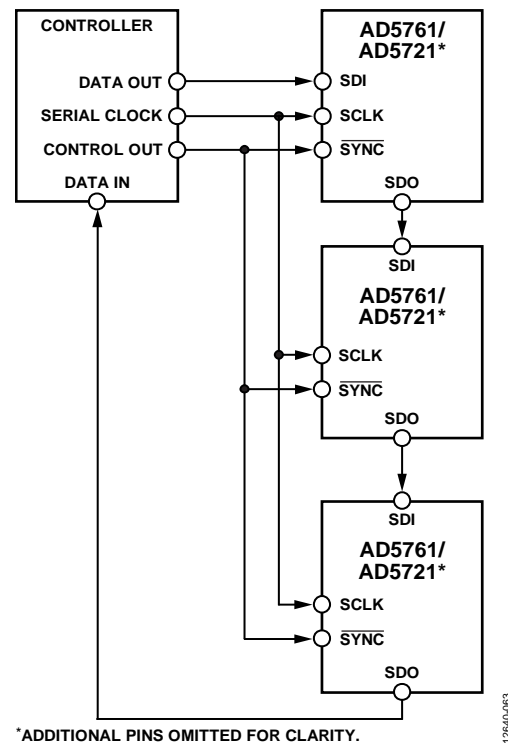 CONTROLLER
DATA OUT
SERIAL CLOCK
CONTROL OUT
DATA IN
AD5761/
AD5721*
SDI
SCLK
SYNC
SDO
SDI
AD5761/
AD5721*
SCLK
SYNC
SDO
SDI
AD5761/
AD5721*
SCLK
SYNC
SDO
*ADDITIONAL PINS OMITTED FOR CLARITY.
12640-063